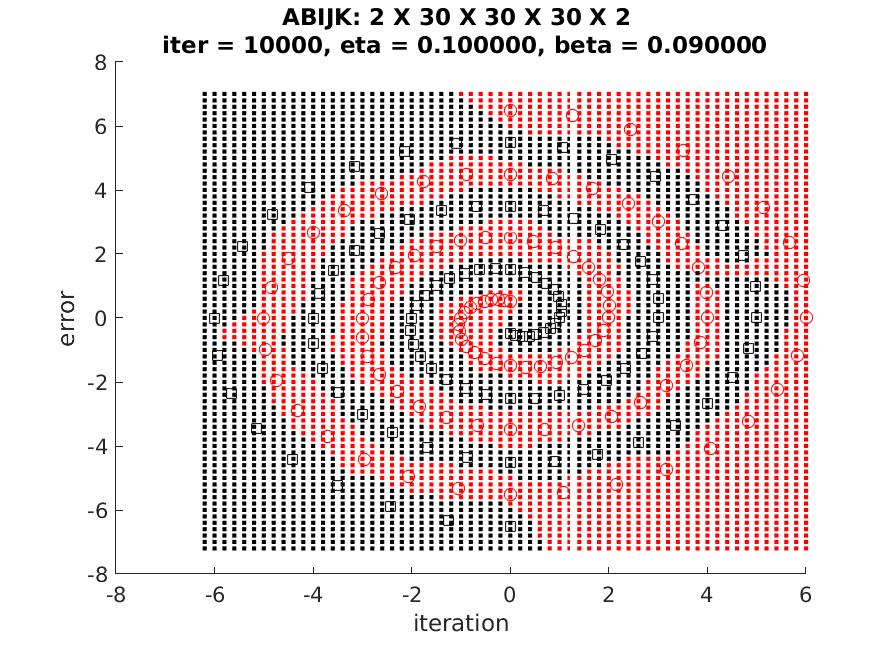 ABIJK: 2 X 30 X 30 X 30 X 2
iter = 10000, eta = 0.100000, beta = 0.090000
8
6
4
2
0
-2
-4
-6
-8
error
-8 -6 -4 -2 0 2 4 6
iteration